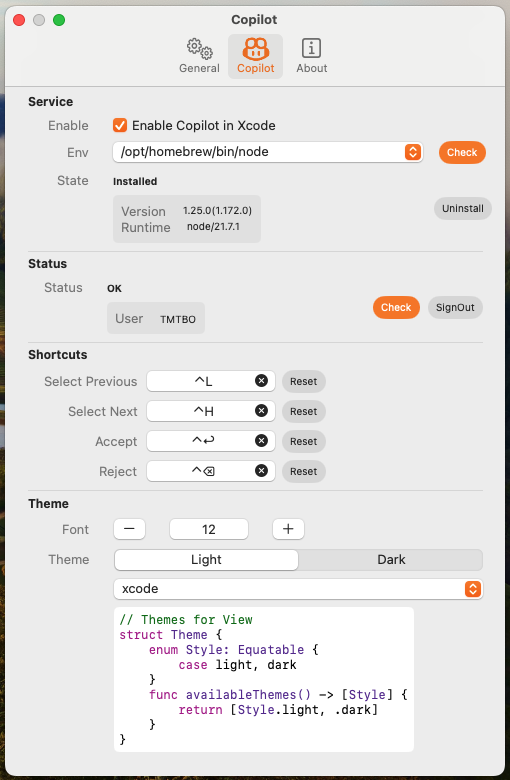 Copilot
General Copilot About
Service
Enable Enable Copilot in Xcode
Env /opt/homebrew/bin/node Check
State Installed
Version 1.25.0(1.172.0) Uninstall
Runtime node/21.7.1
Status
Status OK
Check SignOut
User TMTBO
Shortcuts
Select Previous ^L Reset
Select Next ^H Reset
Accept ^↩ Reset
Reject ^⌫ Reset
Theme
Font − 12 +
Theme Light Dark
xcode
// Themes for View
struct Theme {
    enum Style: Equatable {
        case light, dark
    }
    func availableThemes() -> [Style] {
        return [Style.light, .dark]
    }
}